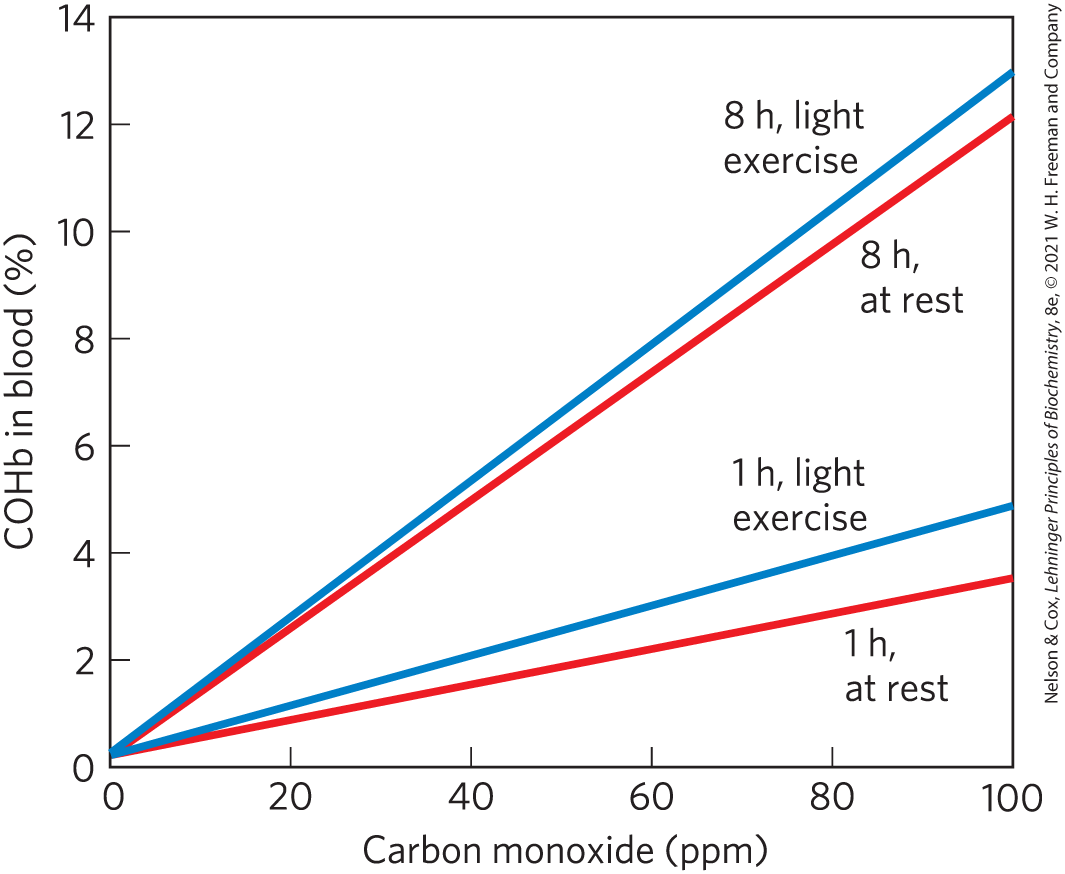 14
12
10
8
6
4
2
0
COHb in blood (%)
8 h, light
exercise
8 h,
at rest
1 h, light
exercise
1 h,
at rest
0 20 40 60 80 100
Carbon monoxide (ppm)
Nelson & Cox, Lehninger Principles of Biochemistry, 8e, © 2021 W. H. Freeman and Company